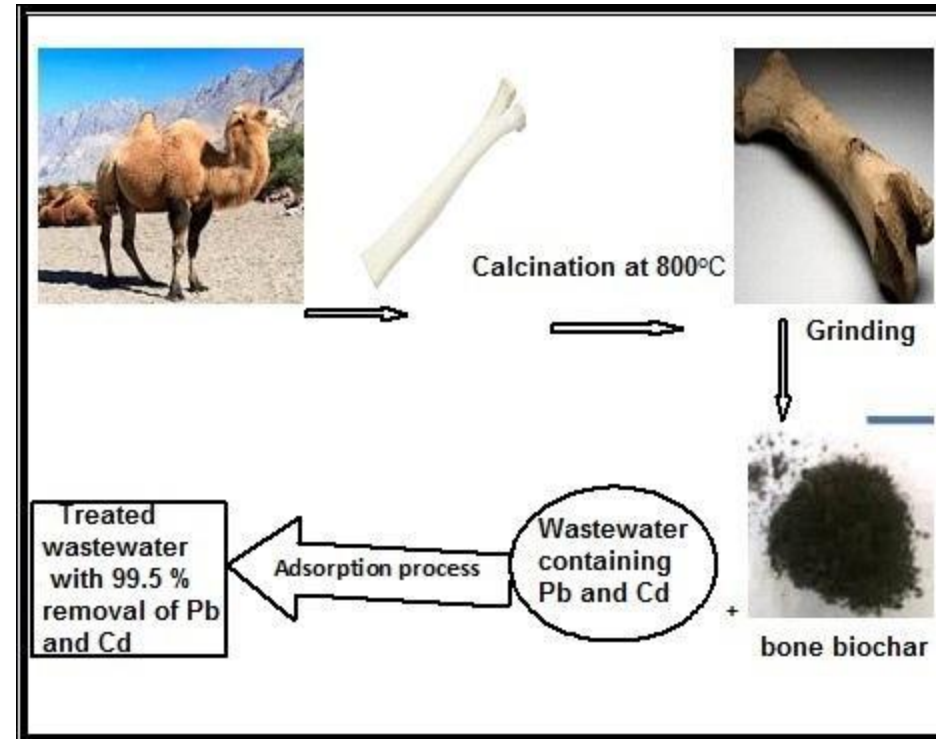 Calcination at 800°C
Grinding
bone biochar
+
Wastewater
containing
Pb and Cd
Adsorption process
Treated
wastewater
with 99.5 %
removal of Pb
and Cd